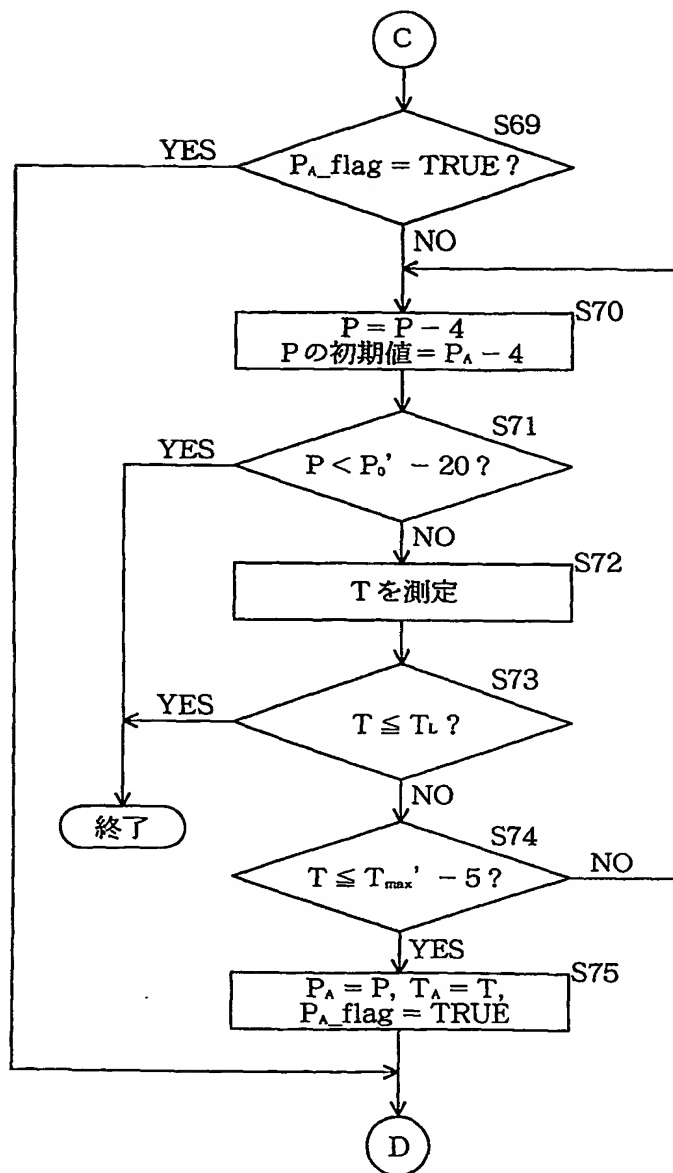 C
S69
YES
P_A_flag = TRUE ?
NO
S70
P = P − 4
Pの初期値 = P_A − 4
S71
YES
P < P₀' − 20 ?
NO
S72
Tを測定
S73
YES
T ≦ T_L ?
NO
終了
S74
T ≦ T_max' − 5 ?
NO
YES
S75
P_A = P, T_A = T,
P_A_flag = TRUE
D